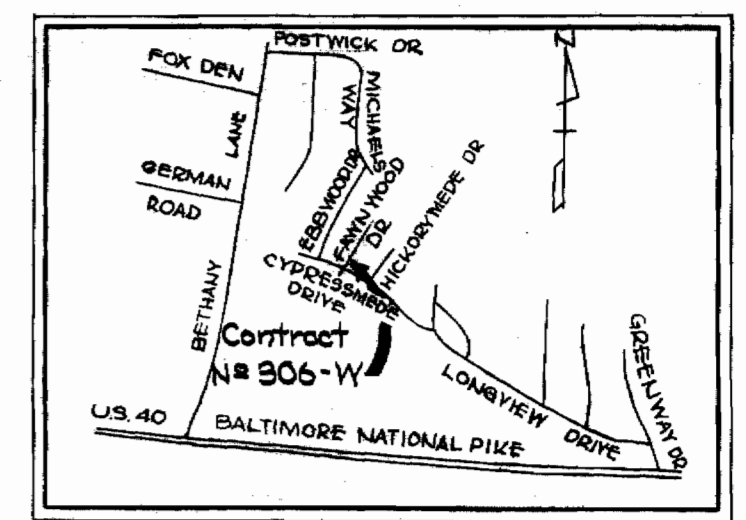 POSTWICK DR
FOX DEN
LANE
MICHAELS
WAY
GERMAN
ROAD
EBBWOOD DR
FAWNWOOD
DR
HICKORYMEDE DR
CYPRESSMEDE
DRIVE
BETHANY
Contract
Nº 306-W
LONGVIEW DRIVE
GREENWAY DR
U.S. 40
BALTIMORE NATIONAL PIKE
N